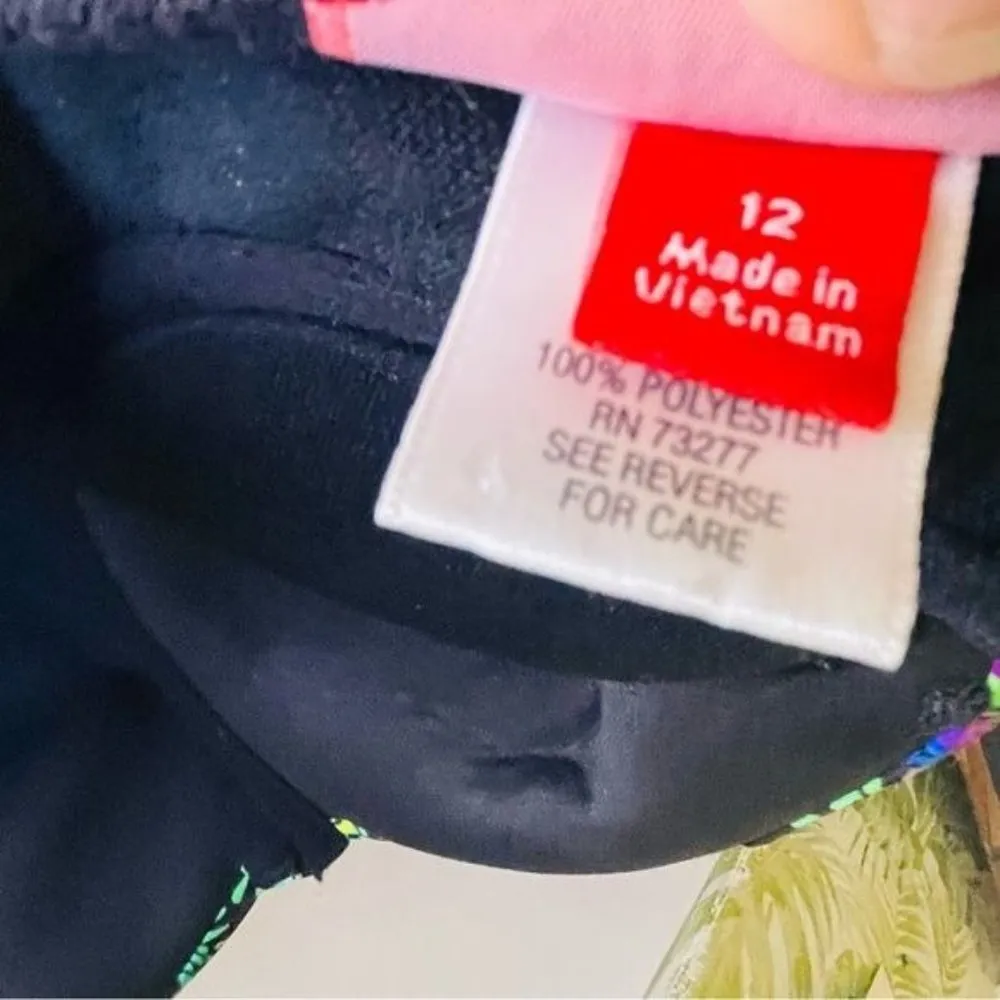 12
Made in
Vietnam
100% POLYESTER
RN 73277
SEE REVERSE
FOR CARE